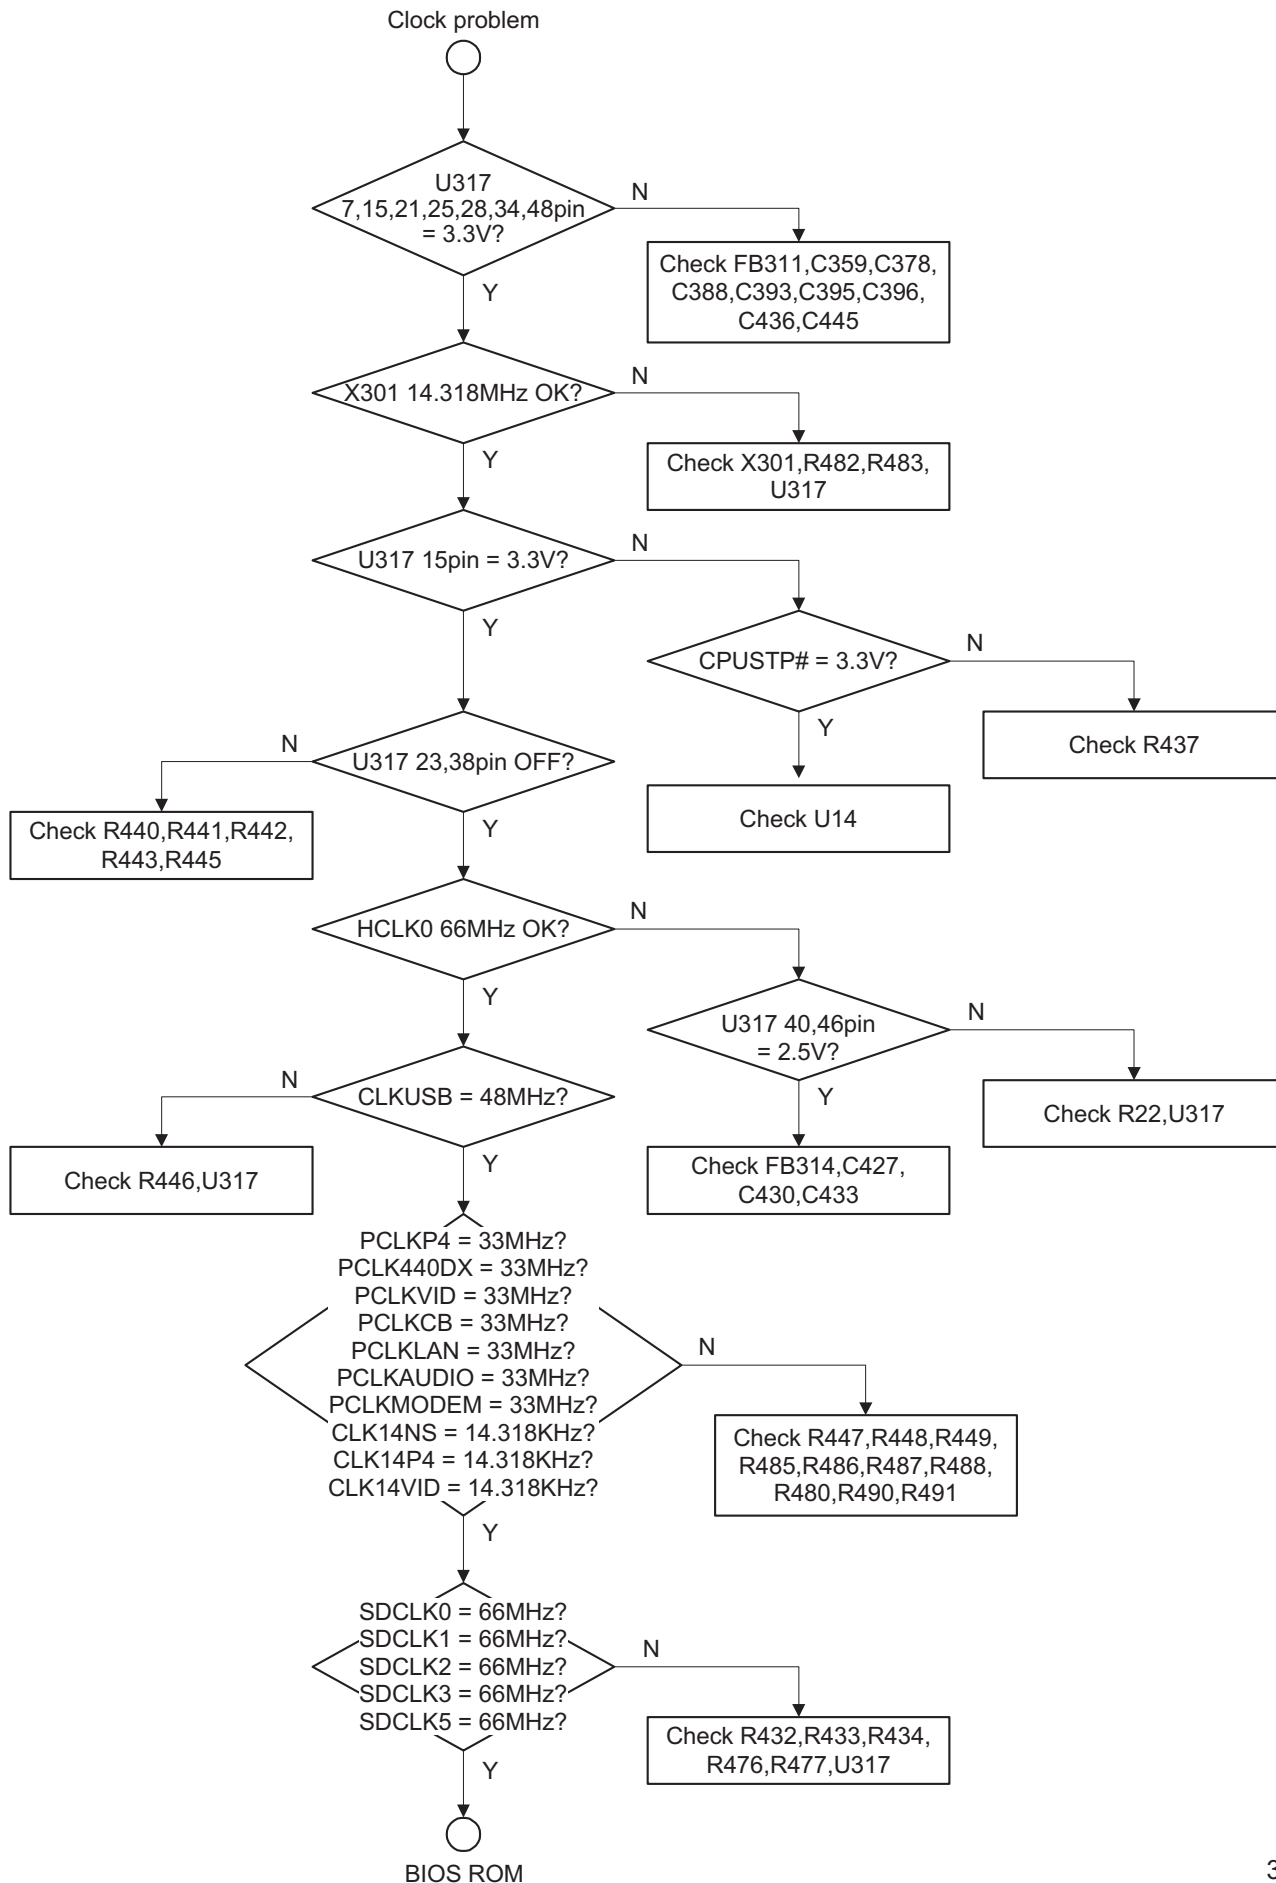 Clock problem
U317
7,15,21,25,28,34,48pin
= 3.3V?
N
Check FB311,C359,C378,
C388,C393,C395,C396,
C436,C445
Y
X301 14.318MHz OK?
N
Check X301,R482,R483,
U317
Y
U317 15pin = 3.3V?
N
Y
CPUSTP# = 3.3V?
N
Check R437
Y
Check U14
U317 23,38pin OFF?
N
Check R440,R441,R442,
R443,R445
Y
HCLK0 66MHz OK?
N
Y
U317 40,46pin
= 2.5V?
N
Check R22,U317
Y
Check FB314,C427,
C430,C433
CLKUSB = 48MHz?
N
Check R446,U317
Y
PCLKP4 = 33MHz?
PCLK440DX = 33MHz?
PCLKVID = 33MHz?
PCLKCB = 33MHz?
PCLKLAN = 33MHz?
PCLKAUDIO = 33MHz?
PCLKMODEM = 33MHz?
CLK14NS = 14.318KHz?
CLK14P4 = 14.318KHz?
CLK14VID = 14.318KHz?
N
Check R447,R448,R449,
R485,R486,R487,R488,
R480,R490,R491
Y
SDCLK0 = 66MHz?
SDCLK1 = 66MHz?
SDCLK2 = 66MHz?
SDCLK3 = 66MHz?
SDCLK5 = 66MHz?
N
Check R432,R433,R434,
R476,R477,U317
Y
BIOS ROM